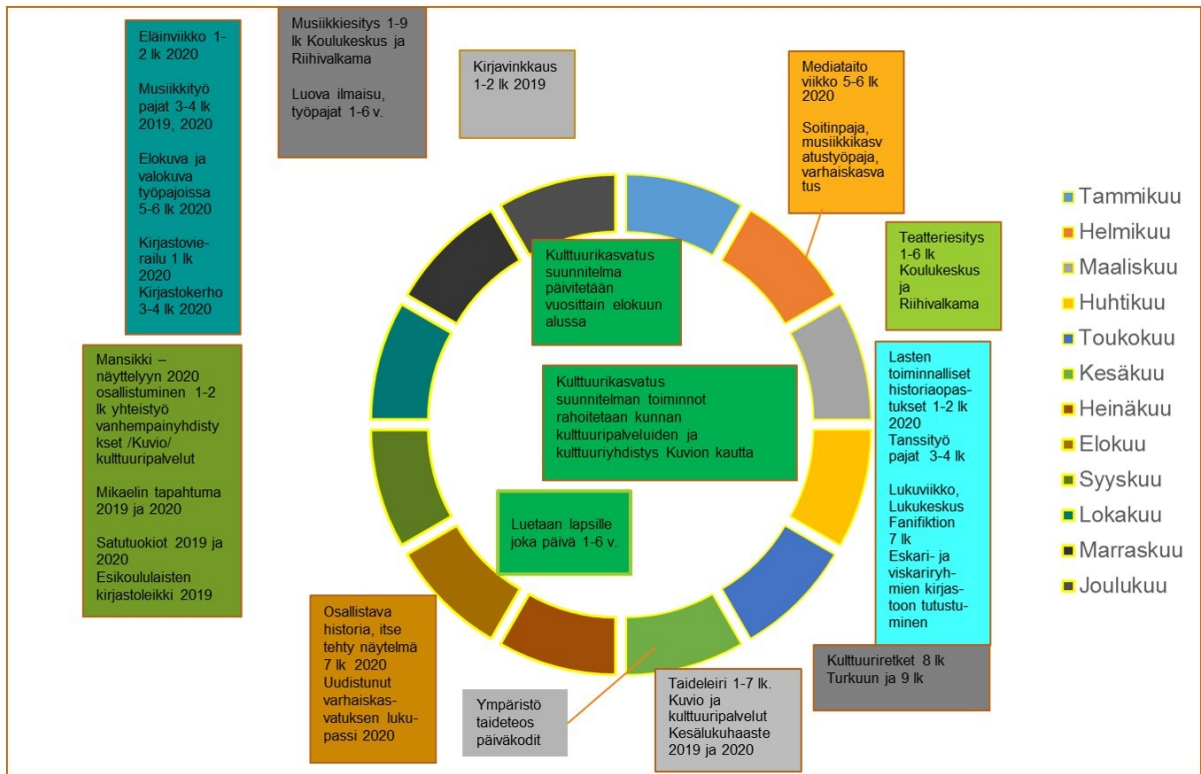 Eläinviikko 1-
2 lk 2020
Musiikkityö
pajat 3-4 lk
2019, 2020
Elokuva ja
valokuva
työpajoissa
5-6 lk 2020
Kirjastovie-
railu 1 lk
2020
Kirjastokerho
3-4 lk 2020
Musiikkiesitys 1-9
lk Koulukeskus ja
Riihivalkama
Luova ilmaisu,
työpajat 1-6 v.
Kirjavinkkaus
1-2 lk 2019
Mediataito
viikko 5-6 lk
2020
Soitinpaja,
musiikkikasv
atustyöpaja,
varhaiskasva
tus
Teatteriesitys
1-6 lk
Koulukeskus
ja
Riihivalkama
Kulttuurikasvatus
suunnitelma
päivitetään
vuosittain elokuun
alussa
Mansikki –
näyttelyyn 2020
osallistuminen 1-2
lk yhteistyö
vanhempainyhdisty
kset /Kuvio/
kulttuuripalvelut
Mikaelin tapahtuma
2019 ja 2020
Satutuokiot 2019 ja
2020
Esikoululaisten
kirjastoleikki 2019
Kulttuurikasvatus
suunnitelman toiminnot
rahoitetaan kunnan
kulttuuripalveluiden ja
kulttuuriyhdistys Kuvion kautta
Lasten
toiminnalliset
historiaopas-
tukset 1-2 lk
2020
Tanssityö
pajat 3-4 lk
Lukuviikko,
Lukukeskus
Fanifiktion
7 lk
Eskari- ja
viskariryh-
mien kirjas-
toon tutustu-
minen
Luetaan lapsille
joka päivä 1-6 v.
Osallistava
historia, itse
tehty näytelmä
7 lk 2020
Uudistunut
varhaiskas-
vatuksen luku-
passi 2020
Ympäristö
taideteos
päiväkodit
Taideleiri 1-7 lk.
Kuvio ja
kulttuuripalvelut
Kesälukuhaaste
2019 ja 2020
Kulttuuriretket 8 lk
Turkuun ja 9 lk
Tammikuu
Helmikuu
Maaliskuu
Huhtikuu
Toukokuu
Kesäkuu
Heinäkuu
Elokuu
Syyskuu
Lokakuu
Marraskuu
Joulukuu